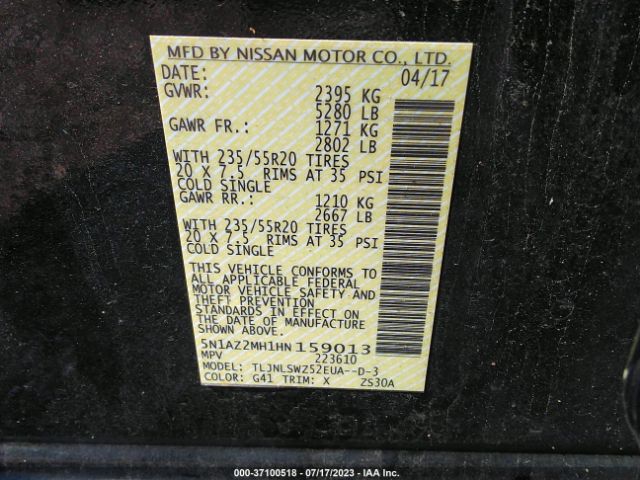 MFD BY NISSAN MOTOR CO., LTD.
DATE: 04/17
GVWR: 2395 KG
5280 LB
GAWR FR.: 1271 KG
2802 LB
WITH 235/55R20 TIRES
20 X 7.5 RIMS AT 35 PSI
COLD SINGLE
GAWR RR.: 1210 KG
2667 LB
WITH 235/55R20 TIRES
20 X 7.5 RIMS AT 35 PSI
COLD SINGLE
THIS VEHICLE CONFORMS TO
ALL APPLICABLE FEDERAL
MOTOR VEHICLE SAFETY AND
THEFT PREVENTION
STANDARDS IN EFFECT ON
THE DATE OF MANUFACTURE
SHOWN ABOVE.
5N1AZ2MH1HN159013
MPV 223610
MODEL: TLJNLSWZ52EUA--D-3
COLOR: G41 TRIM: X ZS30A
000-37100518 - 07/17/2023 - IAA Inc.